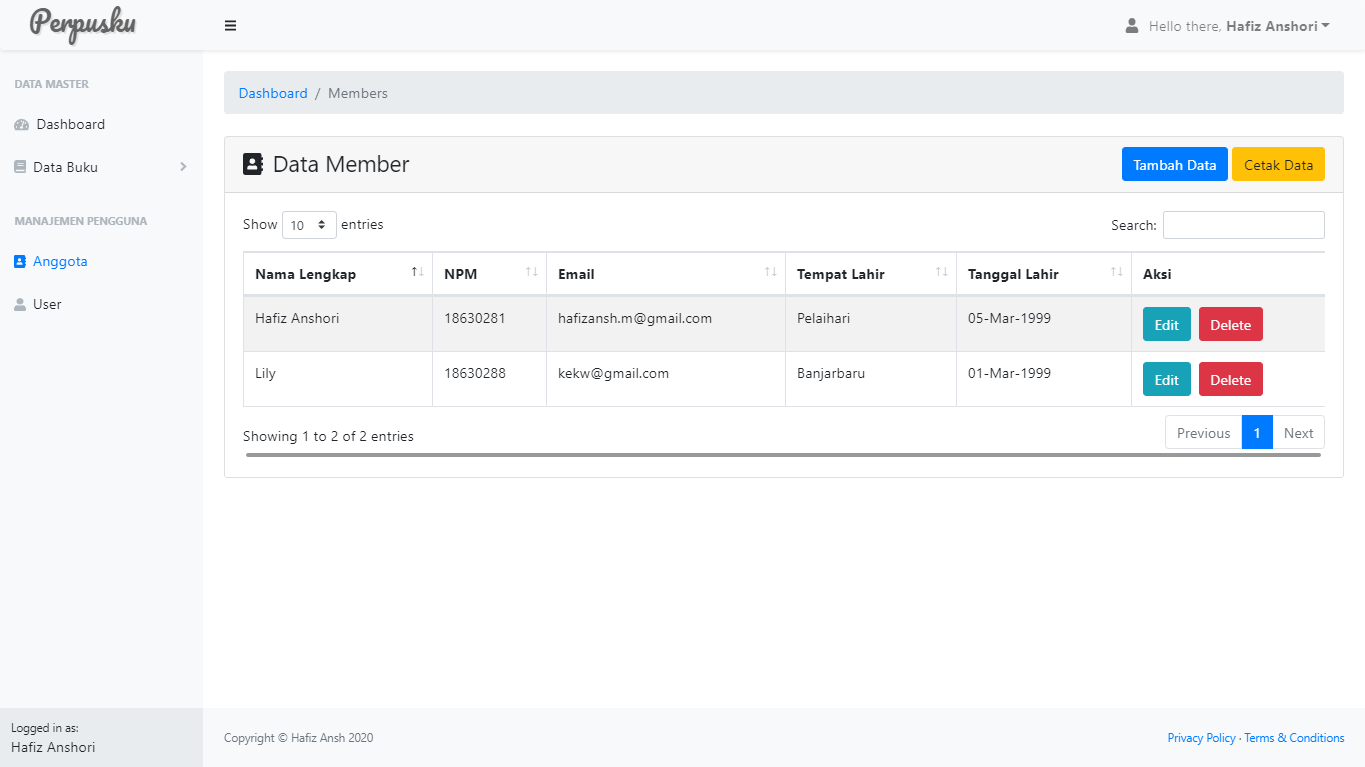 Perpusku
Hello there, Hafiz Anshori
DATA MASTER
Dashboard
Data Buku
MANAJEMEN PENGGUNA
Anggota
User
Dashboard / Members
Data Member
Tambah Data Cetak Data
Show 10 entries Search:
Nama Lengkap NPM Email Tempat Lahir Tanggal Lahir Aksi
Hafiz Anshori 18630281 hafizansh.m@gmail.com Pelaihari 05-Mar-1999 Edit Delete
Lily 18630288 kekw@gmail.com Banjarbaru 01-Mar-1999 Edit Delete
Showing 1 to 2 of 2 entries Previous 1 Next
Logged in as:
Hafiz Anshori
Copyright © Hafiz Ansh 2020 Privacy Policy · Terms & Conditions